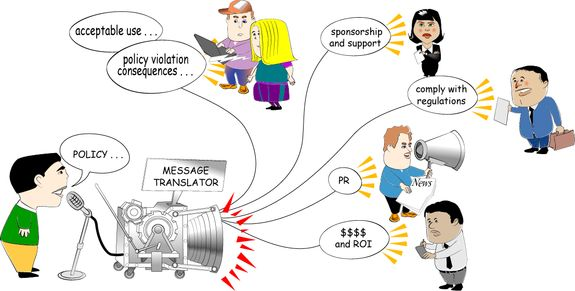 acceptable use . . .
policy violation
consequences . . .
sponsorship
and support
comply with
regulations
POLICY . . .
MESSAGE
TRANSLATOR
PR
News
$$$$
and ROI